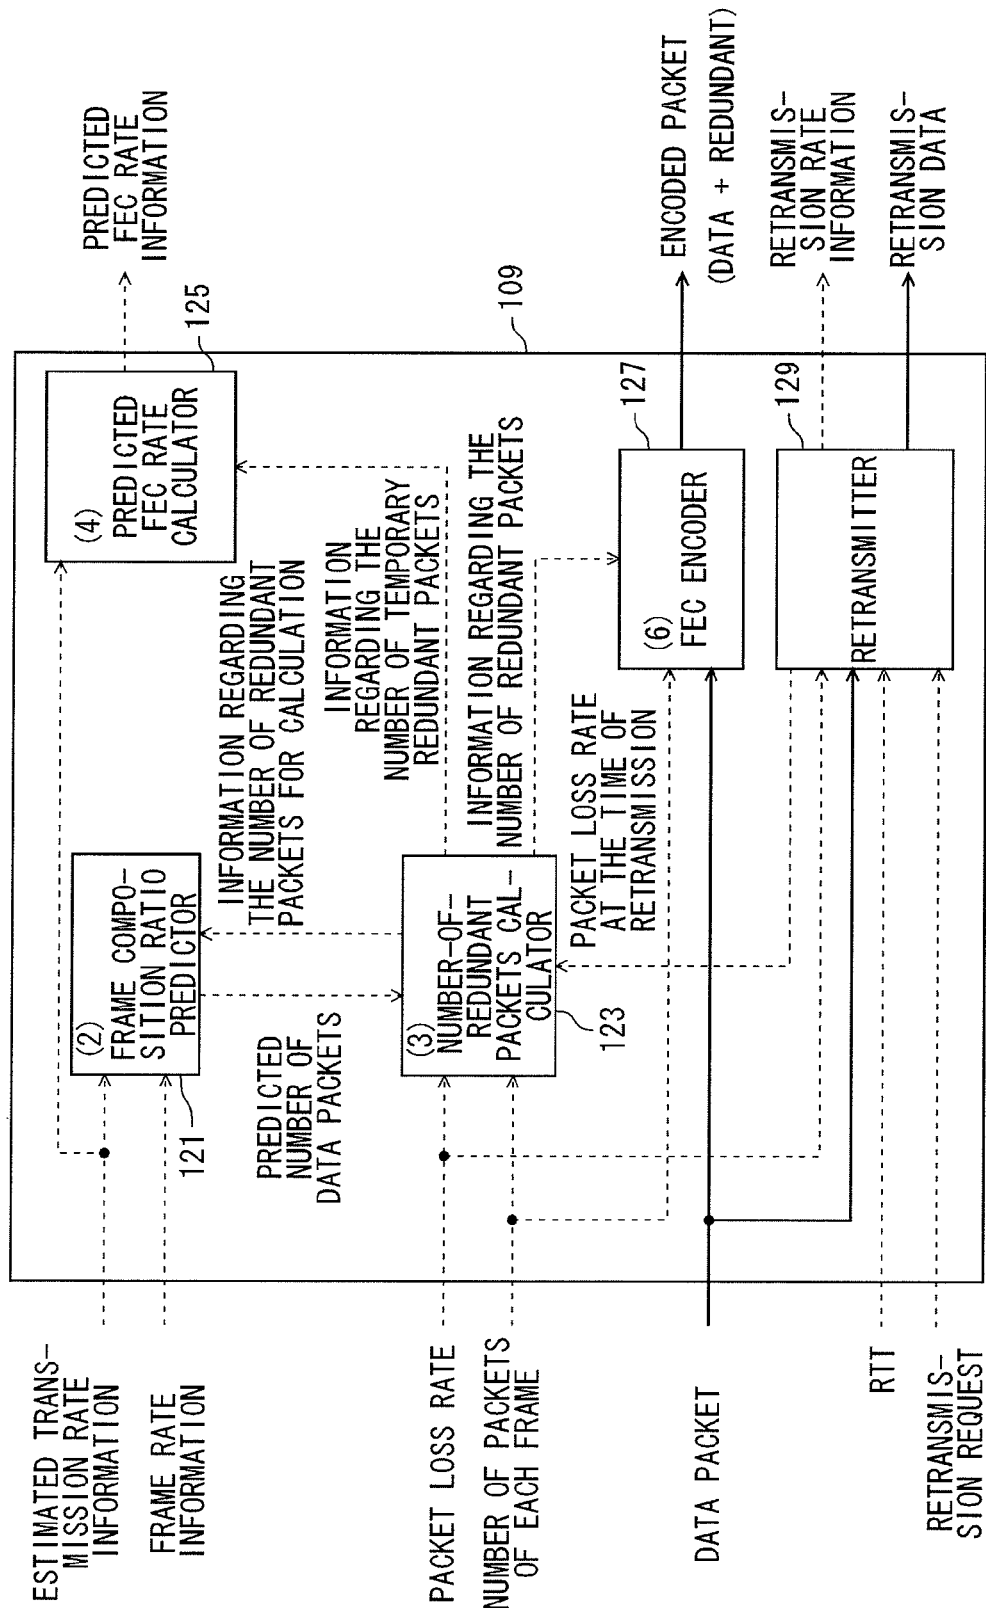 ESTIMATED TRANS-
MISSION RATE
INFORMATION
FRAME RATE
INFORMATION
PACKET LOSS RATE
NUMBER OF PACKETS
OF EACH FRAME
DATA PACKET
RTT
RETRANSMIS-
SION REQUEST
121
(2)
FRAME COMPO-
SITION RATIO
PREDICTOR
PREDICTED
NUMBER OF
DATA PACKETS
INFORMATION REGARDING
THE NUMBER OF REDUNDANT
PACKETS FOR CALCULATION
(3)
NUMBER-OF-
REDUNDANT
PACKETS CAL-
CULATOR
123
INFORMATION
REGARDING THE
NUMBER OF TEMPORARY
REDUNDANT PACKETS
INFORMATION REGARDING THE
NUMBER OF REDUNDANT PACKETS
PACKET LOSS RATE
AT THE TIME OF
RETRANSMISSION
(4)
PREDICTED
FEC RATE
CALCULATOR
125
(6)
FEC ENCODER
127
RETRANSMITTER
129
109
PREDICTED
FEC RATE
INFORMATION
ENCODED PACKET
(DATA + REDUNDANT)
RETRANSMIS-
SION RATE
INFORMATION
RETRANSMIS-
SION DATA